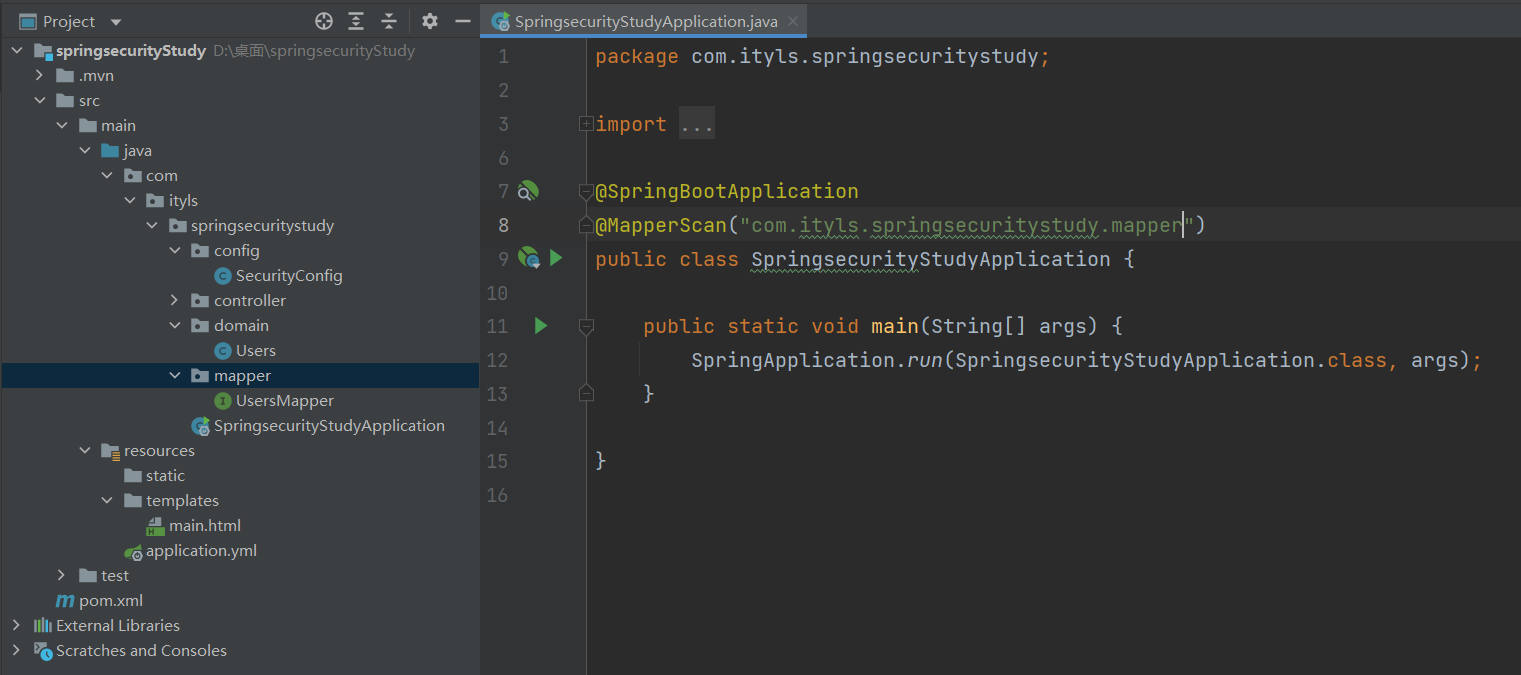 Project
springsecurityStudy D:\桌面\springsecurityStudy
.mvn
src
main
java
com
ityls
springsecuritystudy
config
SecurityConfig
controller
domain
Users
mapper
UsersMapper
SpringsecurityStudyApplication
resources
static
templates
main.html
application.yml
test
pom.xml
External Libraries
Scratches and Consoles
SpringsecurityStudyApplication.java
1 package com.ityls.springsecuritystudy;
2
3 import ...
6
7 @SpringBootApplication
8 @MapperScan("com.ityls.springsecuritystudy.mapper")
9 public class SpringsecurityStudyApplication {
10
11 public static void main(String[] args) {
12 SpringApplication.run(SpringsecurityStudyApplication.class, args);
13 }
14
15 }
16